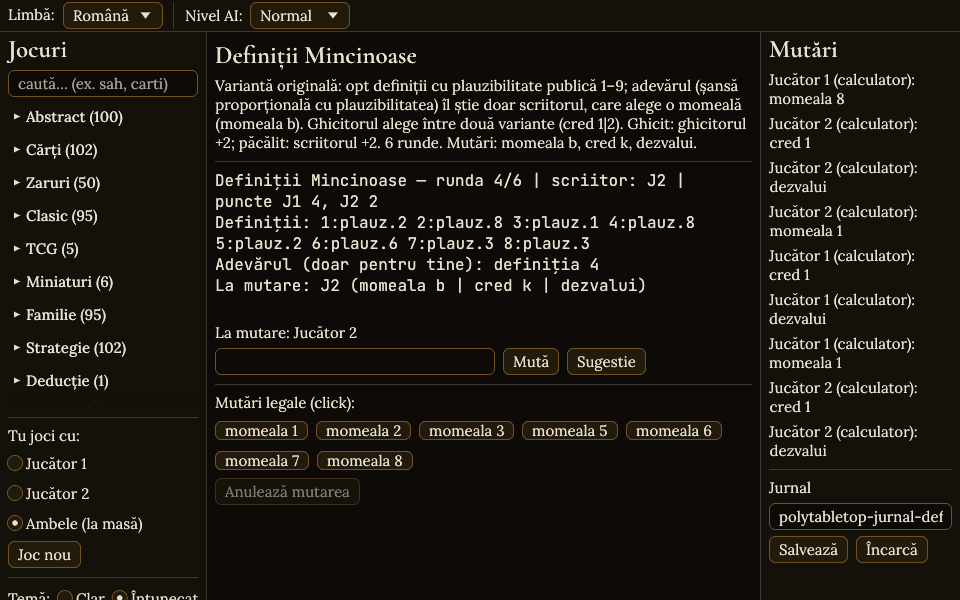 Limbă: Română ▼ Nivel AI: Normal ▼
Jocuri
caută... (ex. sah, carti)
▸ Abstract (100)
▸ Cărți (102)
▸ Zaruri (50)
▸ Clasic (95)
▸ TCG (5)
▸ Miniaturi (6)
▸ Familie (95)
▸ Strategie (102)
▸ Deducție (1)
Tu joci cu:
Jucător 1
Jucător 2
Ambele (la masă)
Joc nou
Temă: Clar Întunecat
Definiții Mincinoase
Variantă originală: opt definiții cu plauzibilitate publică 1–9; adevărul (șansă
proporțională cu plauzibilitatea) îl știe doar scriitorul, care alege o momeală
(momeala b). Ghicitorul alege între două variante (cred 1|2). Ghicit: ghicitorul
+2; păcălit: scriitorul +2. 6 runde. Mutări: momeala b, cred k, dezvalui.
Definiții Mincinoase — runda 4/6 | scriitor: J2 |
puncte J1 4, J2 2
Definiții: 1:plauz.2 2:plauz.8 3:plauz.1 4:plauz.8
5:plauz.2 6:plauz.6 7:plauz.3 8:plauz.3
Adevărul (doar pentru tine): definiția 4
La mutare: J2 (momeala b | cred k | dezvalui)
La mutare: Jucător 2
Mută Sugestie
Mutări legale (click):
momeala 1 momeala 2 momeala 3 momeala 5 momeala 6
momeala 7 momeala 8
Anulează mutarea
Mutări
Jucător 1 (calculator):
momeala 8
Jucător 2 (calculator):
cred 1
Jucător 2 (calculator):
dezvalui
Jucător 2 (calculator):
momeala 1
Jucător 1 (calculator):
cred 1
Jucător 1 (calculator):
dezvalui
Jucător 1 (calculator):
momeala 1
Jucător 2 (calculator):
cred 1
Jucător 2 (calculator):
dezvalui
Jurnal
polytabletop-jurnal-def
Salvează Încarcă